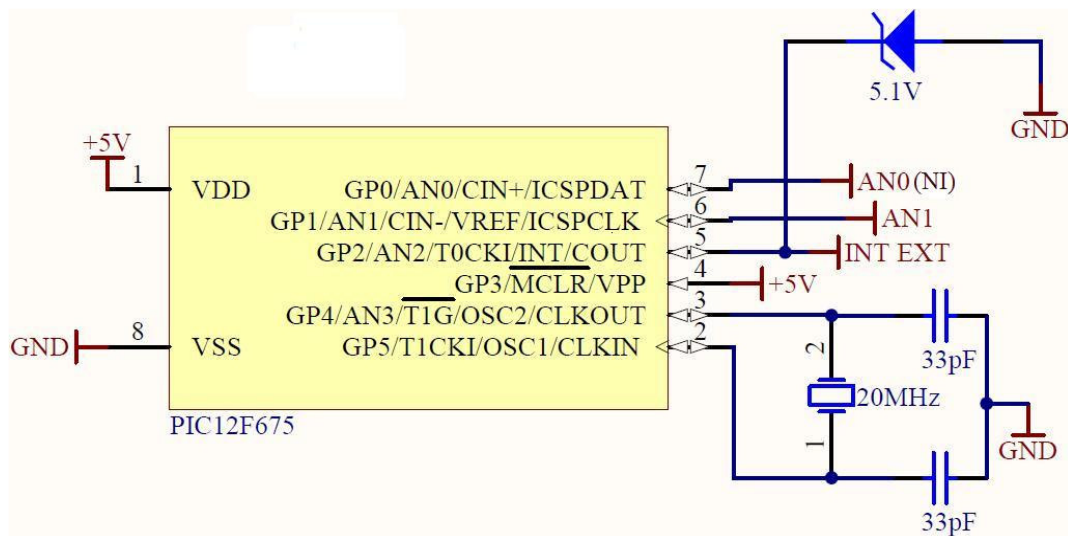 5.1V
GND
+5V
1
VDD
GP0/AN0/CIN+/ICSPDAT
7
AN0(NI)
GP1/AN1/CIN-/VREF/ICSPCLK
6
AN1
GP2/AN2/T0CKI/INT/COUT
5
INT EXT
GP3/MCLR/VPP
4
+5V
GP4/AN3/T1G/OSC2/CLKOUT
3
GND
8
VSS
GP5/T1CKI/OSC1/CLKIN
2
33pF
2
20MHz
1
GND
PIC12F675
33pF